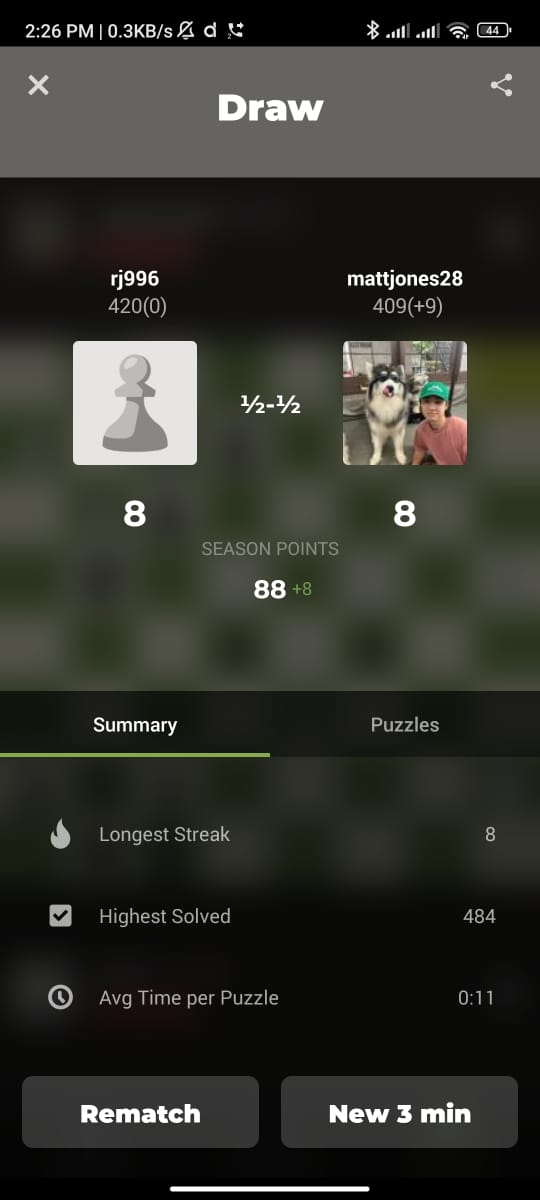 2:26 PM | 0.3KB/s d 2 44
Draw
rj996 mattjones28
420(0) 409(+9)
½-½
8 8
SEASON POINTS
88 +8
Summary Puzzles
Longest Streak 8
Highest Solved 484
Avg Time per Puzzle 0:11
Rematch New 3 min